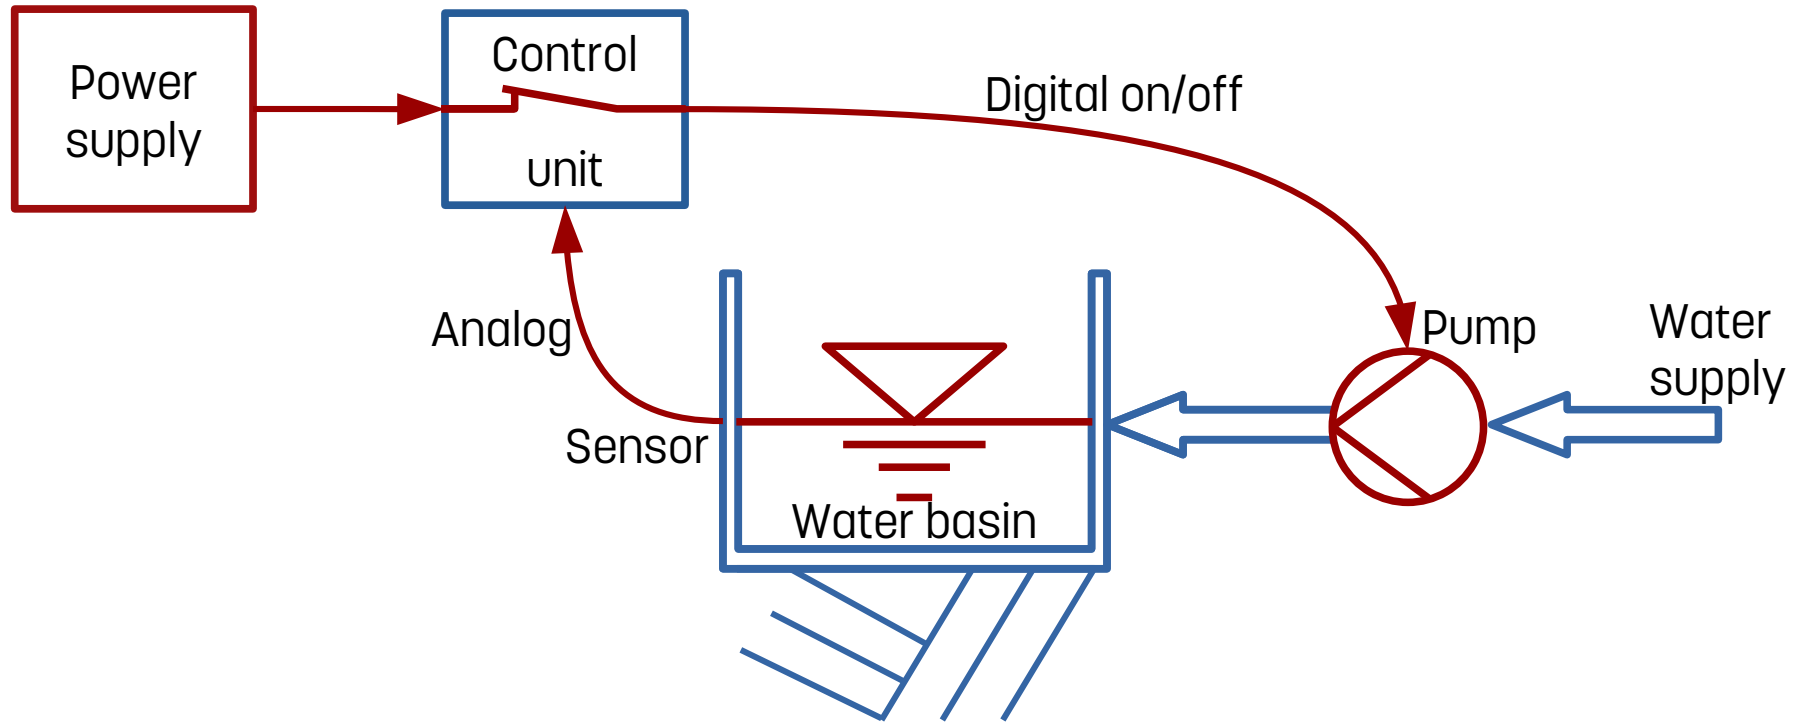 Power
supply
Control
unit
Digital on/off
Analog
Sensor
Water basin
Pump
Water
supply